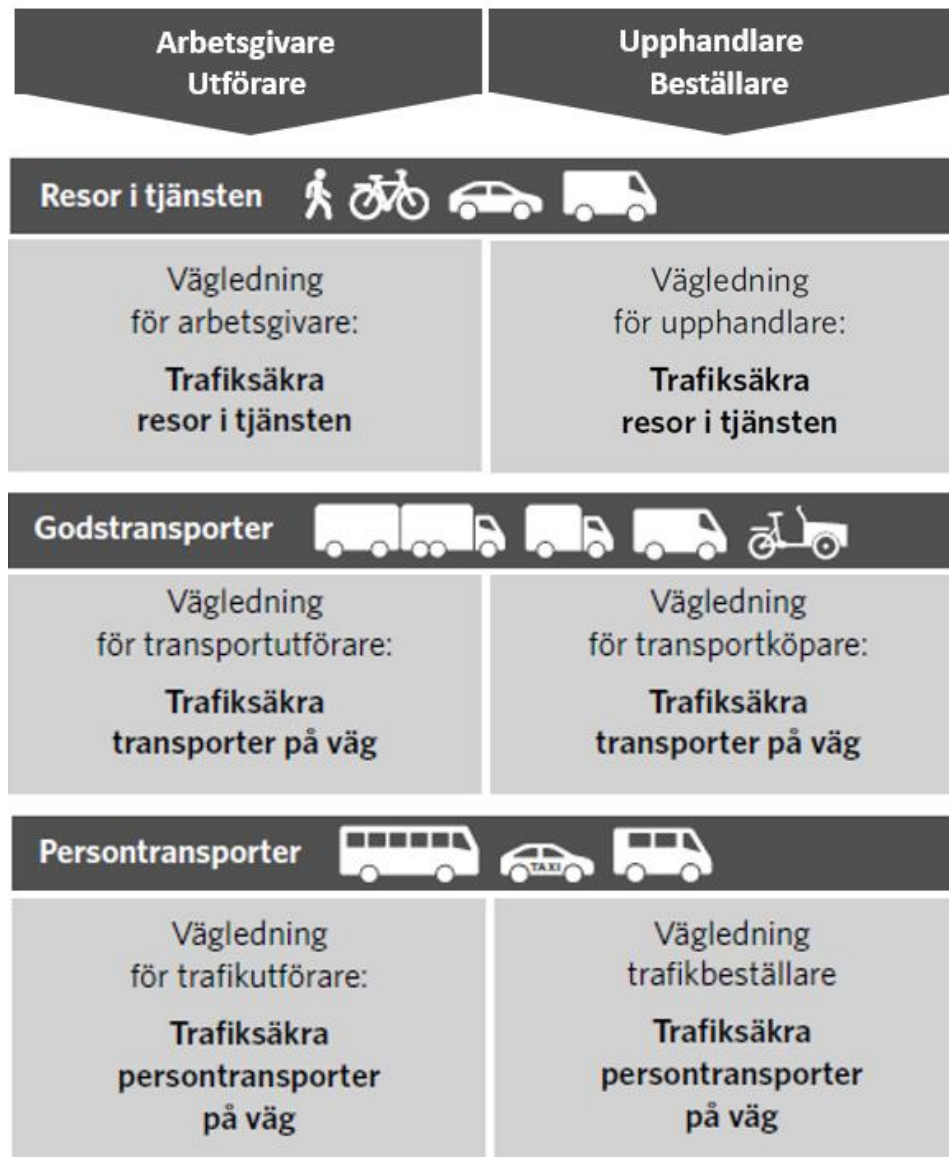 Arbetsgivare
Utförare
Upphandlare
Beställare
Resor i tjänsten
Vägledning
för arbetsgivare:
Trafiksäkra
resor i tjänsten
Vägledning
för upphandlare:
Trafiksäkra
resor i tjänsten
Godstransporter
Vägledning
för transportutförare:
Trafiksäkra
transporter på väg
Vägledning
för transportköpare:
Trafiksäkra
transporter på väg
Persontransporter
TAXI
Vägledning
för trafikutförare:
Trafiksäkra
persontransporter
på väg
Vägledning
trafikbeställare
Trafiksäkra
persontransporter
på väg